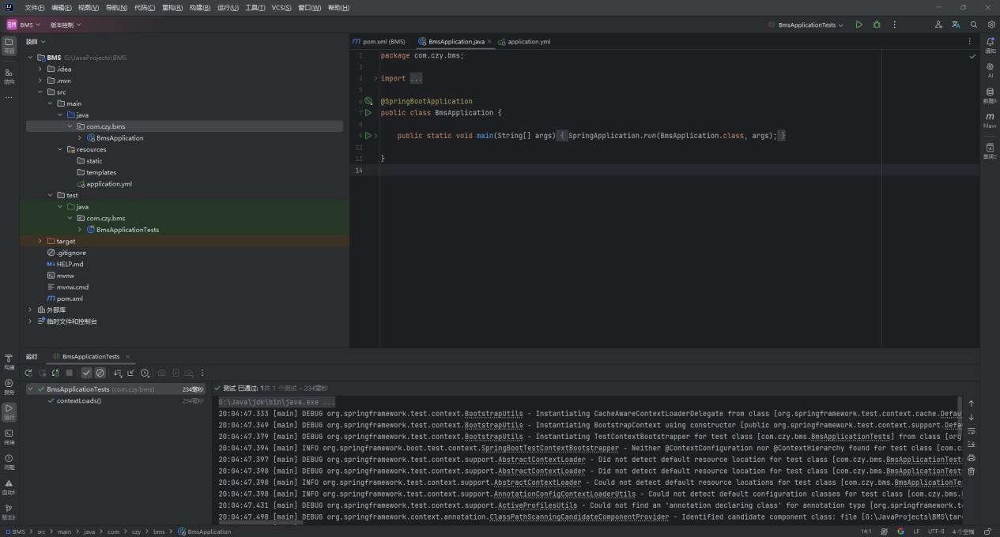 文件(F) 编辑(E) 视图(V) 导航(N) 代码(C) 重构(R) 构建(B) 运行(U) 工具(T) VCS(S) 窗口(W) 帮助(H)
BM BMS 版本控制 BmsApplicationTests
项目
pom.xml (BMS) BmsApplication.java application.yml
BMS G:\JavaProjects\BMS
.idea
.mvn
src
main
java
com.czy.bms
BmsApplication
resources
static
templates
application.yml
test
java
com.czy.bms
BmsApplicationTests
target
.gitignore
HELP.md
mvnw
mvnw.cmd
pom.xml
外部库
临时文件和控制台
1 package com.czy.bms;
2
3 import ...
5
6 @SpringBootApplication
7 public class BmsApplication {
8
9 public static void main(String[] args) { SpringApplication.run(BmsApplication.class, args); }
12
13 }
14
项目
结构
通知
AI
构建
服务
运行
终端
问题
运行 BmsApplicationTests
BmsApplicationTests (com.czy.bms) 234毫秒
contextLoads() 234毫秒
测试 已通过: 1共 1 个测试 – 234毫秒
G:\Java\jdk\bin\java.exe ...
20:04:47.333 [main] DEBUG org.springframework.test.context.BootstrapUtils - Instantiating CacheAwareContextLoaderDelegate from class [org.springframework.test.context.cache.Defau
20:04:47.349 [main] DEBUG org.springframework.test.context.BootstrapUtils - Instantiating BootstrapContext using constructor [public org.springframework.test.context.support.Defa
20:04:47.379 [main] DEBUG org.springframework.test.context.BootstrapUtils - Instantiating TestContextBootstrapper for test class [com.czy.bms.BmsApplicationTests] from class [org
20:04:47.394 [main] INFO org.springframework.boot.test.context.SpringBootTestContextBootstrapper - Neither @ContextConfiguration nor @ContextHierarchy found for test class [com.c
20:04:47.397 [main] DEBUG org.springframework.test.context.support.AbstractContextLoader - Did not detect default resource location for test class [com.czy.bms.BmsApplicationTest
20:04:47.398 [main] DEBUG org.springframework.test.context.support.AbstractContextLoader - Did not detect default resource location for test class [com.czy.bms.BmsApplicationTest
20:04:47.398 [main] INFO org.springframework.test.context.support.AbstractContextLoader - Could not detect default resource locations for test class [com.czy.bms.BmsApplicationTe
20:04:47.398 [main] INFO org.springframework.test.context.support.AnnotationConfigContextLoaderUtils - Could not detect default configuration classes for test class [com.czy.bms.
20:04:47.431 [main] DEBUG org.springframework.test.context.support.ActiveProfilesUtils - Could not find an 'annotation declaring class' for annotation type [org.springframework.t
20:04:47.498 [main] DEBUG org.springframework.context.annotation.ClassPathScanningCandidateComponentProvider - Identified candidate component class: file [G:\JavaProjects\BMS\tar
BMS > src > main > java > com > czy > bms > BmsApplication 14:1 LF UTF-8 4 个空格